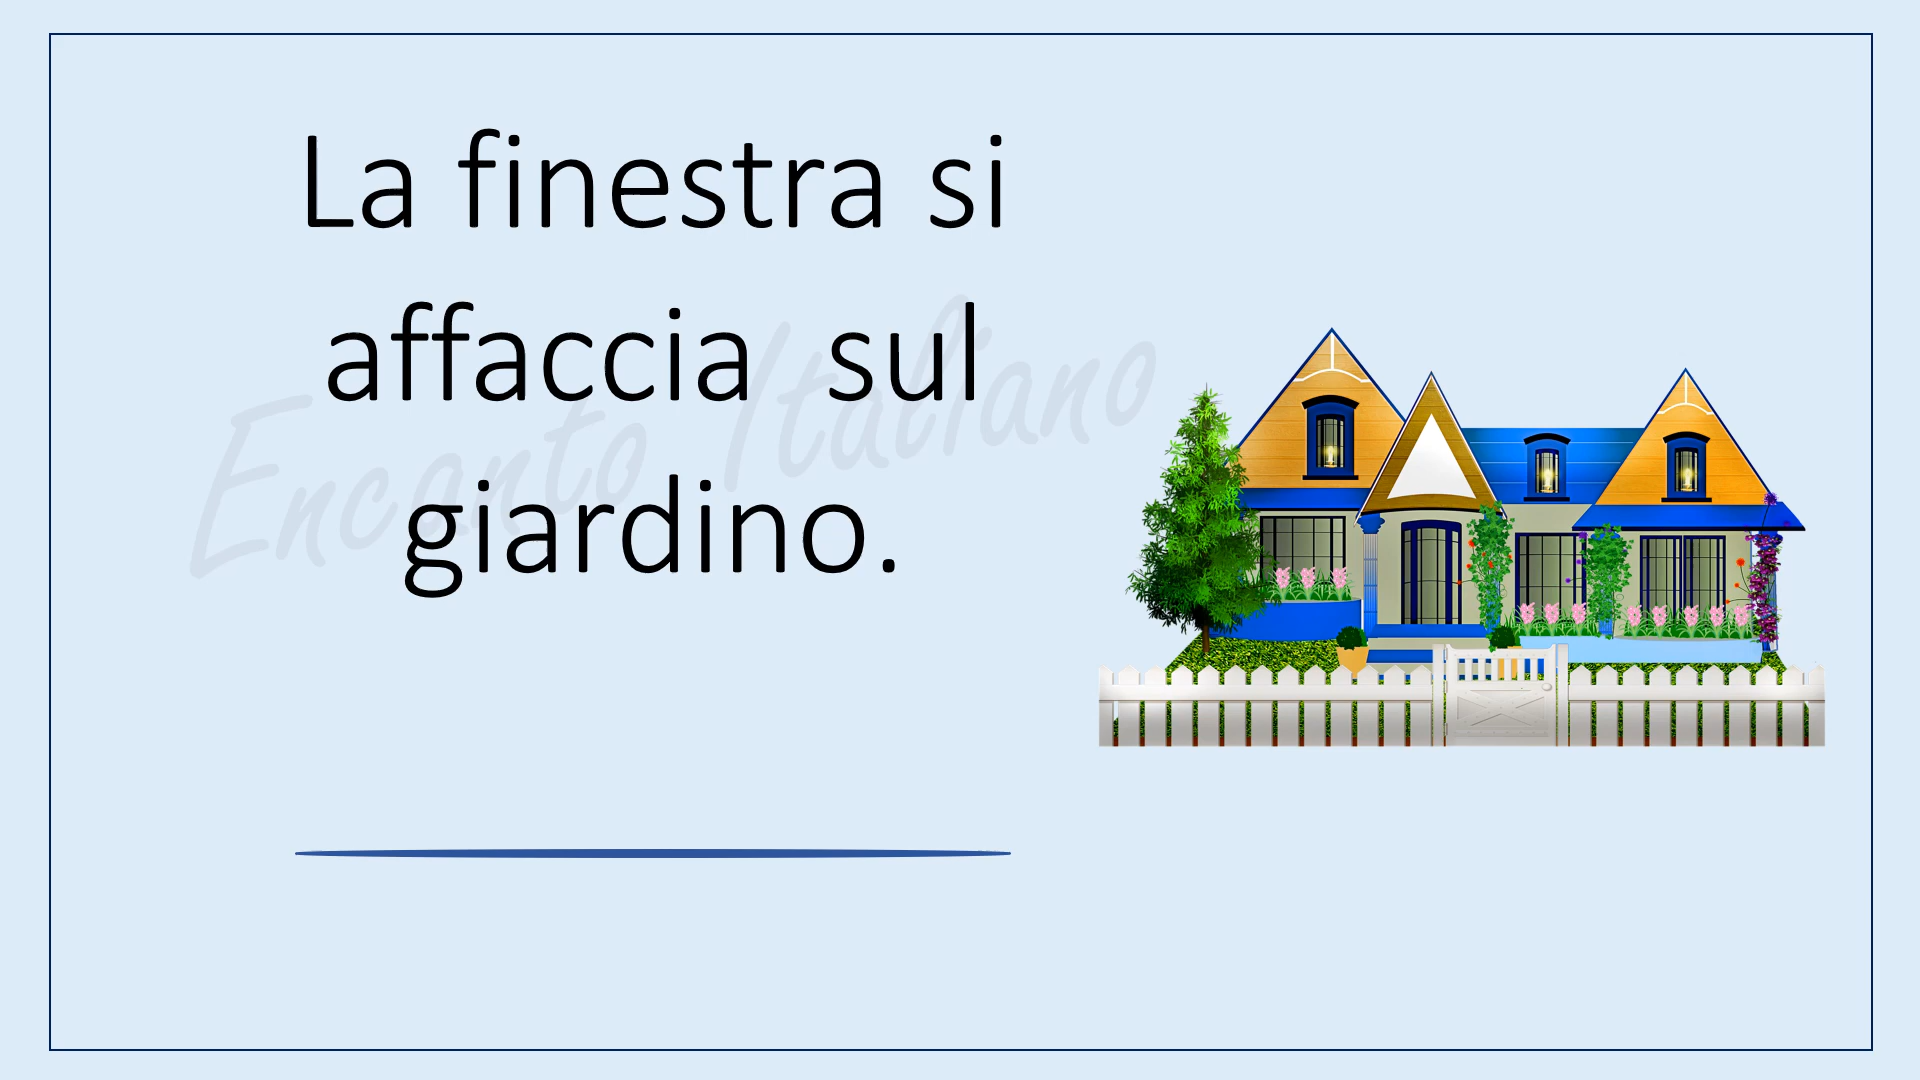 La finestra si
affaccia  sul
giardino.
Encanto Italiano